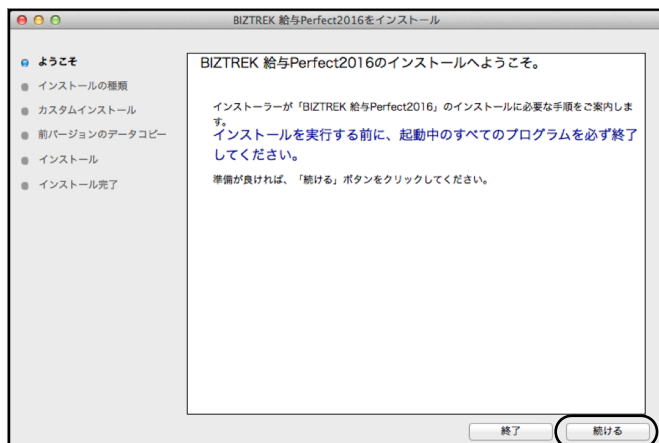 BIZTREK 給与Perfect2016をインストール
ようこそ
インストールの種類
カスタムインストール
前バージョンのデータコピー
インストール
インストール完了
BIZTREK 給与Perfect2016のインストールへようこそ。
インストーラーが「BIZTREK 給与Perfect2016」のインストールに必要な手順をご案内しま
す。
インストールを実行する前に、起動中のすべてのプログラムを必ず終了
してください。
準備が良ければ、「続ける」ボタンをクリックしてください。
終了
続ける